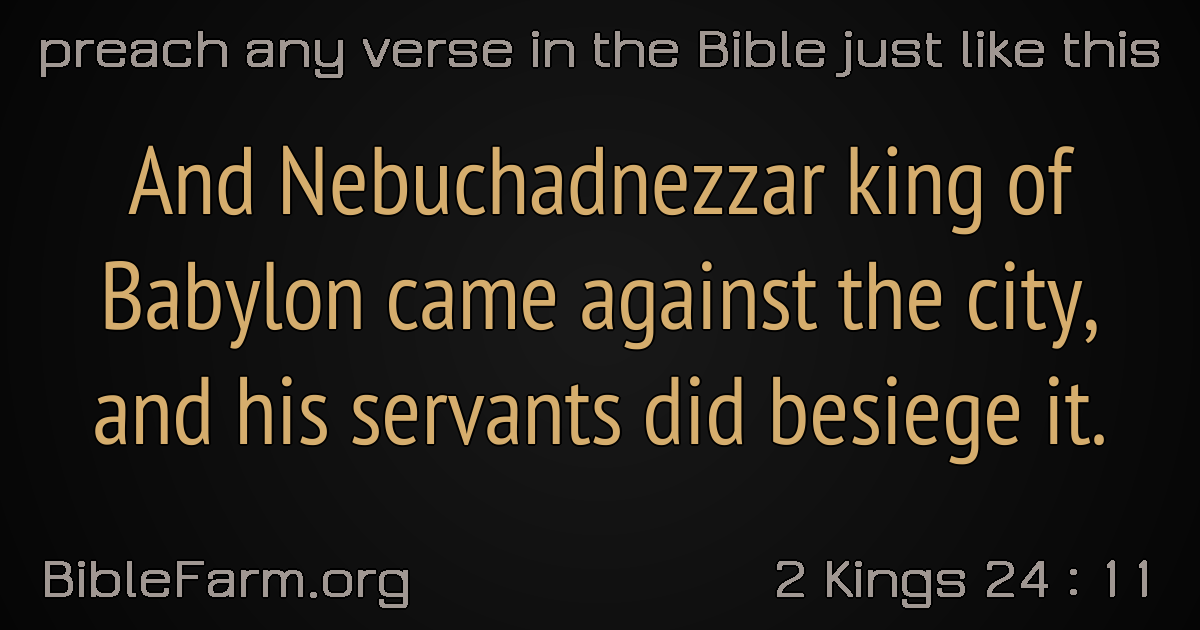 preach any verse in the Bible just like this
And Nebuchadnezzar king of
Babylon came against the city,
and his servants did besiege it.
BibleFarm.org
2 Kings 24 : 11